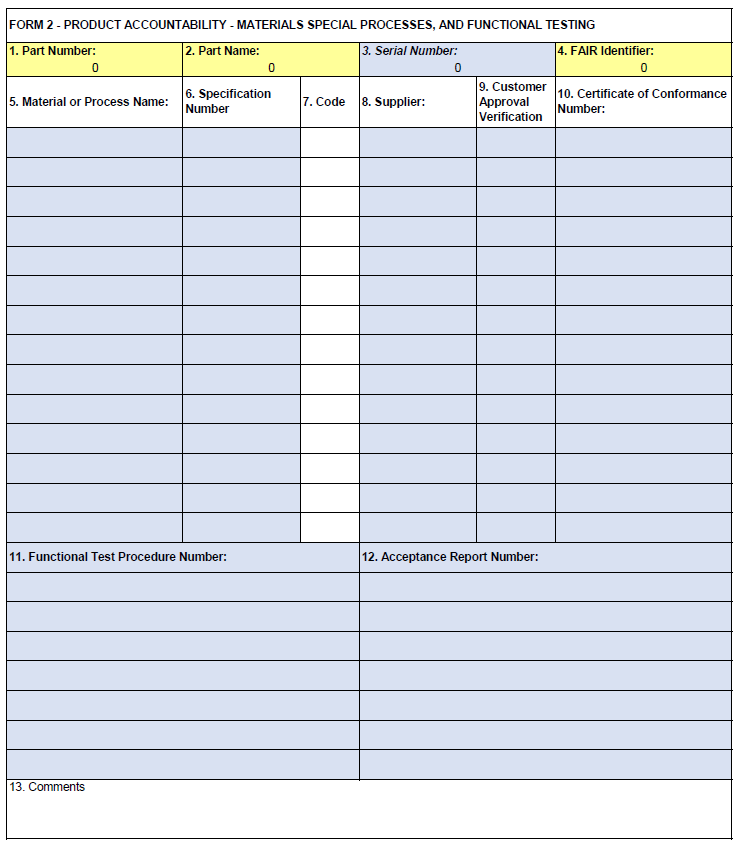 FORM 2 - PRODUCT ACCOUNTABILITY - MATERIALS SPECIAL PROCESSES, AND FUNCTIONAL TESTING
1. Part Number:
0
2. Part Name:
0
3. Serial Number:
0
4. FAIR Identifier:
0
5. Material or Process Name:
6. Specification
Number
7. Code
8. Supplier:
9. Customer
Approval
Verification
10. Certificate of Conformance
Number:
11. Functional Test Procedure Number:
12. Acceptance Report Number:
13. Comments